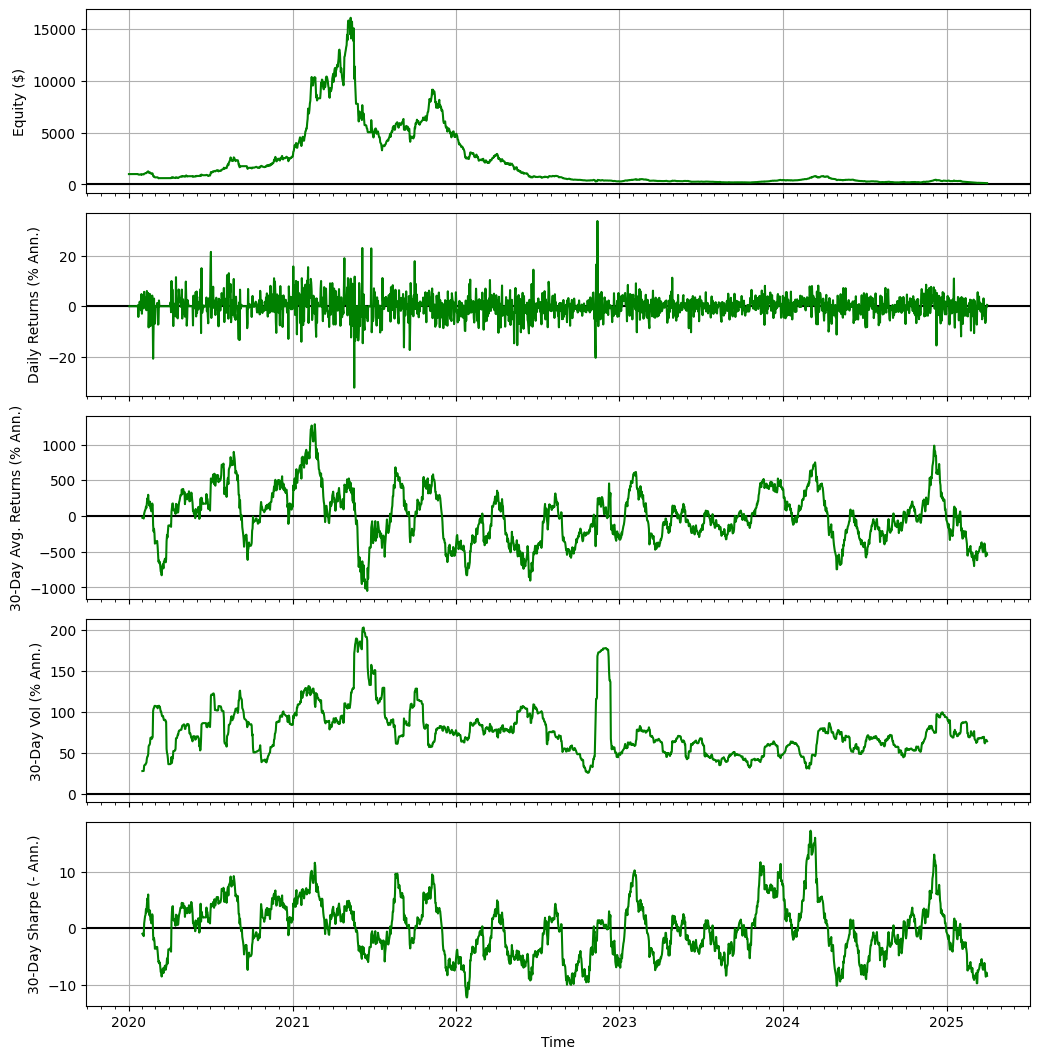 Equity ($)
15000
10000
5000
0
Daily Returns (% Ann.)
20
0
−20
30-Day Avg. Returns (% Ann.)
1000
500
0
−500
−1000
30-Day Vol (% Ann.)
200
150
100
50
0
30-Day Sharpe (- Ann.)
10
0
−10
2020 2021 2022 2023 2024 2025
Time